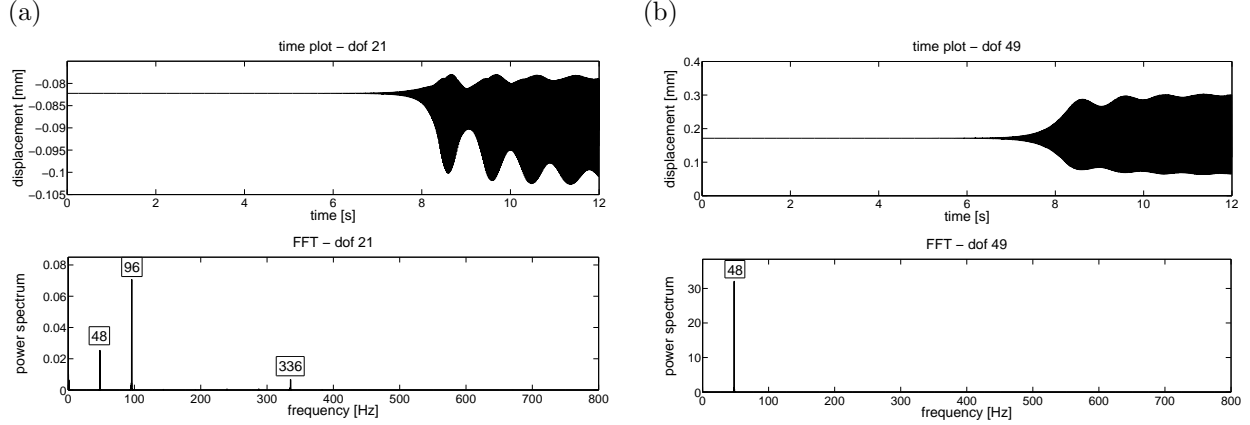 (a)
time plot – dof 21
displacement [mm]
−0.08
−0.085
−0.09
−0.095
−0.1
−0.105
0 2 4 6 8 10 12
time [s]
FFT – dof 21
power spectrum
0.08
0.06
0.04
0.02
0
96
48
336
0 100 200 300 400 500 600 700 800
frequency [Hz]
(b)
time plot – dof 49
displacement [mm]
0.4
0.3
0.2
0.1
0
0 2 4 6 8 10 12
time [s]
FFT – dof 49
power spectrum
30
20
10
0
48
0 100 200 300 400 500 600 700 800
frequency [Hz]